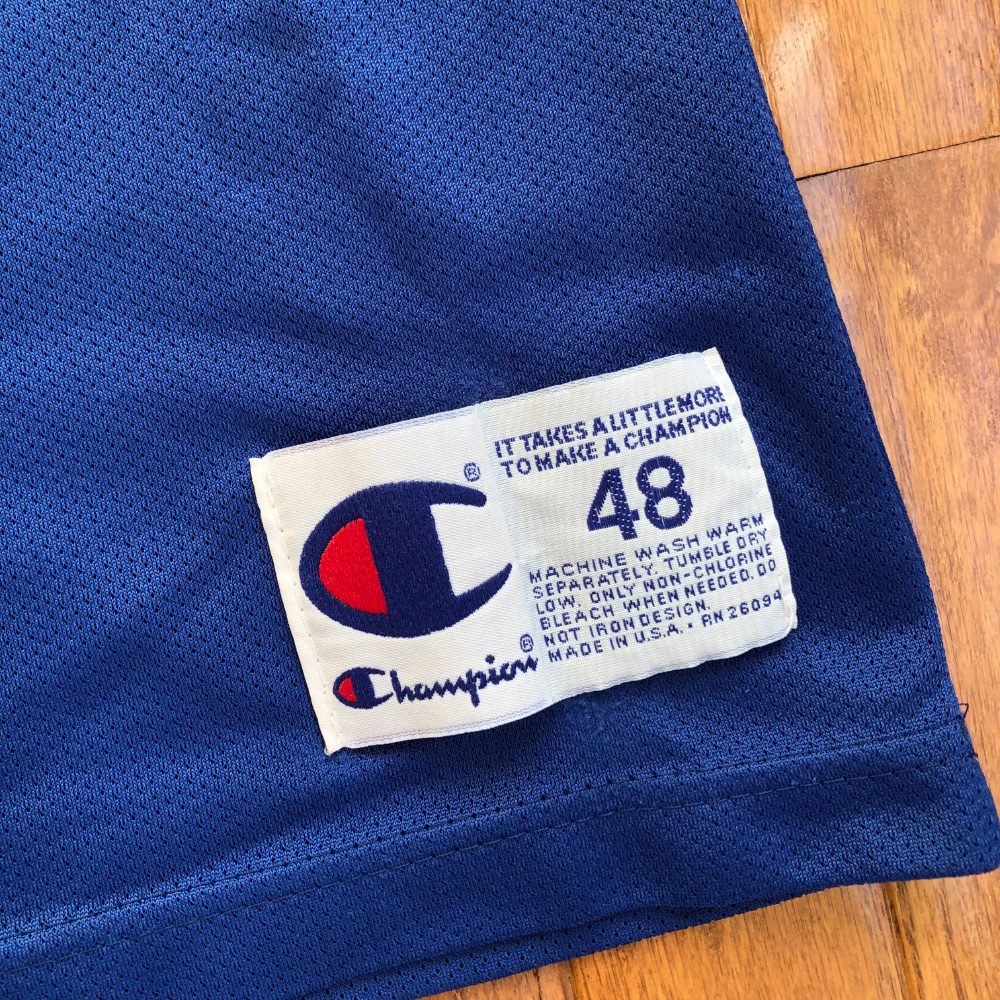 ®
Champion®
IT TAKES A LITTLE MORE
TO MAKE A CHAMPION
48
MACHINE WASH WARM
SEPARATELY. TUMBLE DRY
LOW. ONLY NON-CHLORINE
BLEACH WHEN NEEDED. DO
NOT IRON DESIGN.
MADE IN U.S.A. • RN 26094